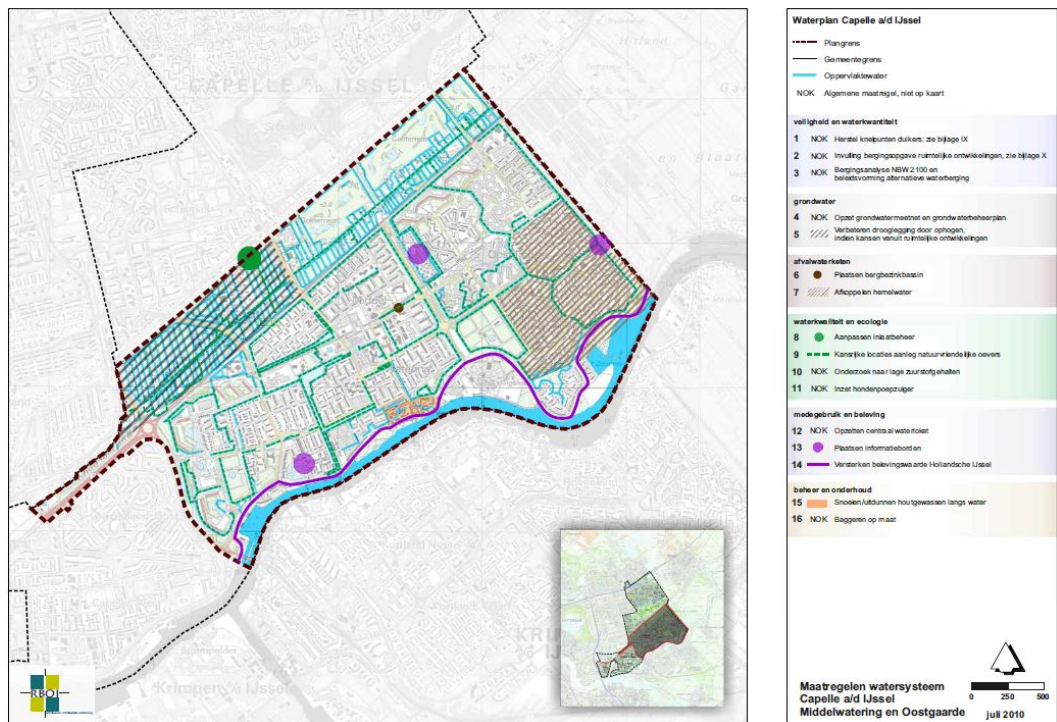 Waterplan Capelle a/d IJssel
Plangrens
Gemeentegrens
Oppervlaktewater
NOK Algemene maatregel, niet op kaart
veiligheid en waterkwantiteit
1 NOK Herstel knelpunten duikers: zie bijlage IX
2 NOK Invulling bergingsopgave ruimtelijke ontwikkelingen, zie bijlage X
3 NOK Bergingsanalyse NBW 2100 en
beleidsvorming alternatieve waterberging
grondwater
4 NOK Opzet grondwatermeetnet en grondwaterbeheerplan
5 Verbeteren drooglegging door ophogen,
indien kansen vanuit ruimtelijke ontwikkelingen
afvalwaterketen
6 Plaatsen bergbezinkbassin
7 Afkoppelen hemelwater
waterkwaliteit en ecologie
8 Aanpassen inlaatbeheer
9 Kansrijke locaties aanleg natuurvriendelijke oevers
10 NOK Onderzoek naar lage zuurstofgehalten
11 NOK Inzet hondenpoepzuiger
medegebruik en beleving
12 NOK Opzetten centraal waterloket
13 Plaatsen informatieborden
14 Versterken belevingswaarde Hollandsche IJssel
beheer en onderhoud
15 Snoeien/uitdunnen houtgewassen langs water
16 NOK Baggeren op maat
Maatregelen watersysteem
Capelle a/d IJssel
Middelwatering en Oostgaarde
0 250 500
juli 2010
RBOI
Krimpen a/d IJssel